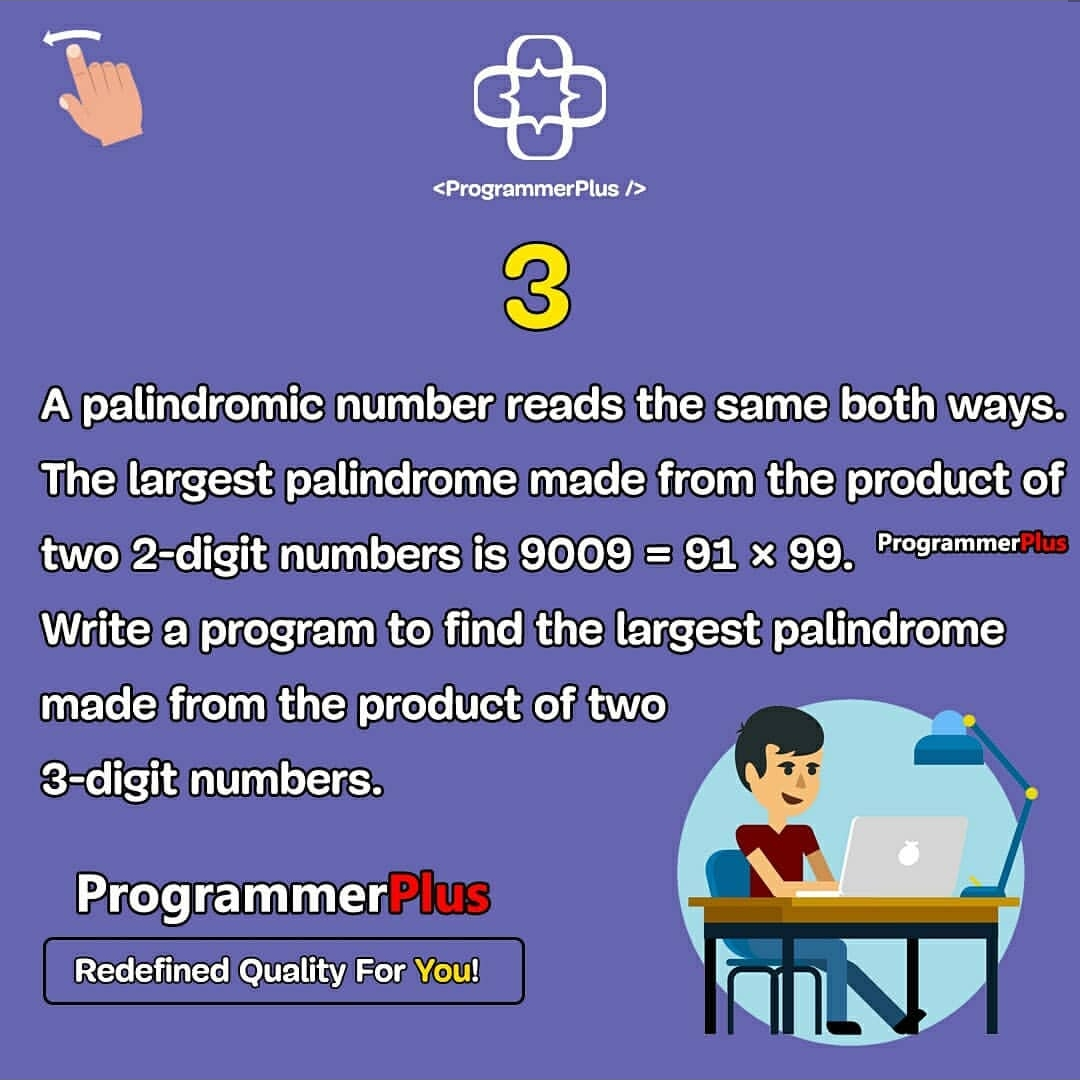 <ProgrammerPlus />
3
A palindromic number reads the same both ways.
The largest palindrome made from the product of
two 2-digit numbers is 9009 = 91 × 99.
ProgrammerPlus
Write a program to find the largest palindrome
made from the product of two
3-digit numbers.
ProgrammerPlus
Redefined Quality For You!